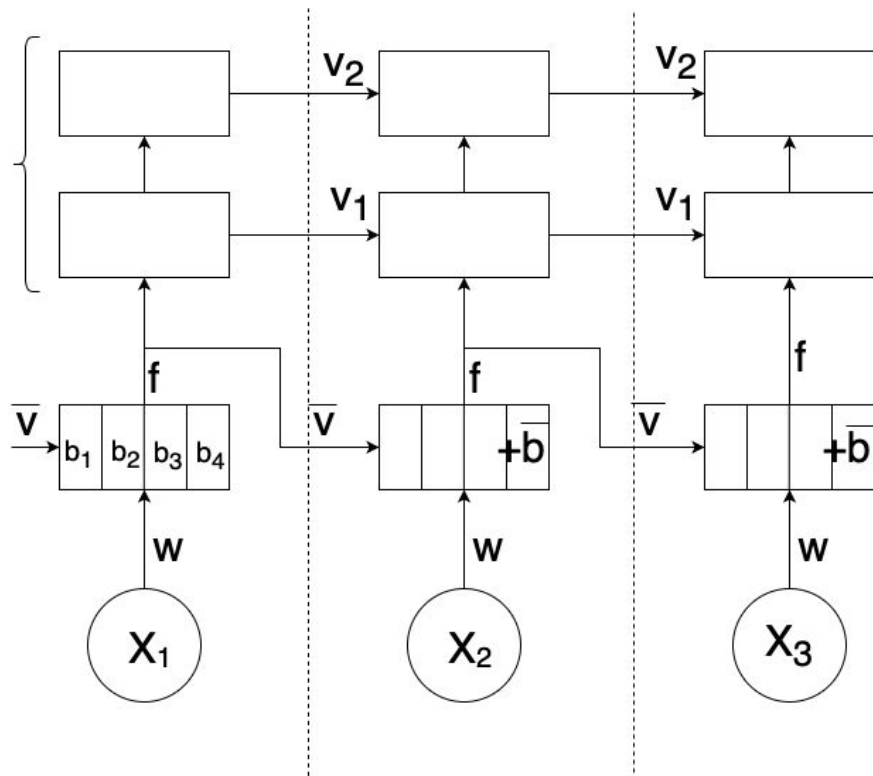 v₂ v₂
v₁ v₁
f f f
v̅ v̅ v̅
b₁ b₂ b₃ b₄ +b̅ +b̅
w w w
X₁ X₂ X₃